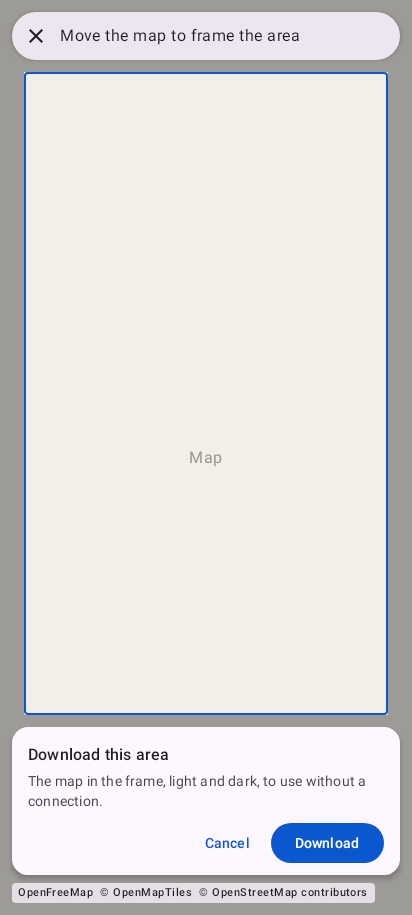 Move the map to frame the area
Map
Download this area
The map in the frame, light and dark, to use without a
connection.
Cancel
Download
OpenFreeMap © OpenMapTiles © OpenStreetMap contributors